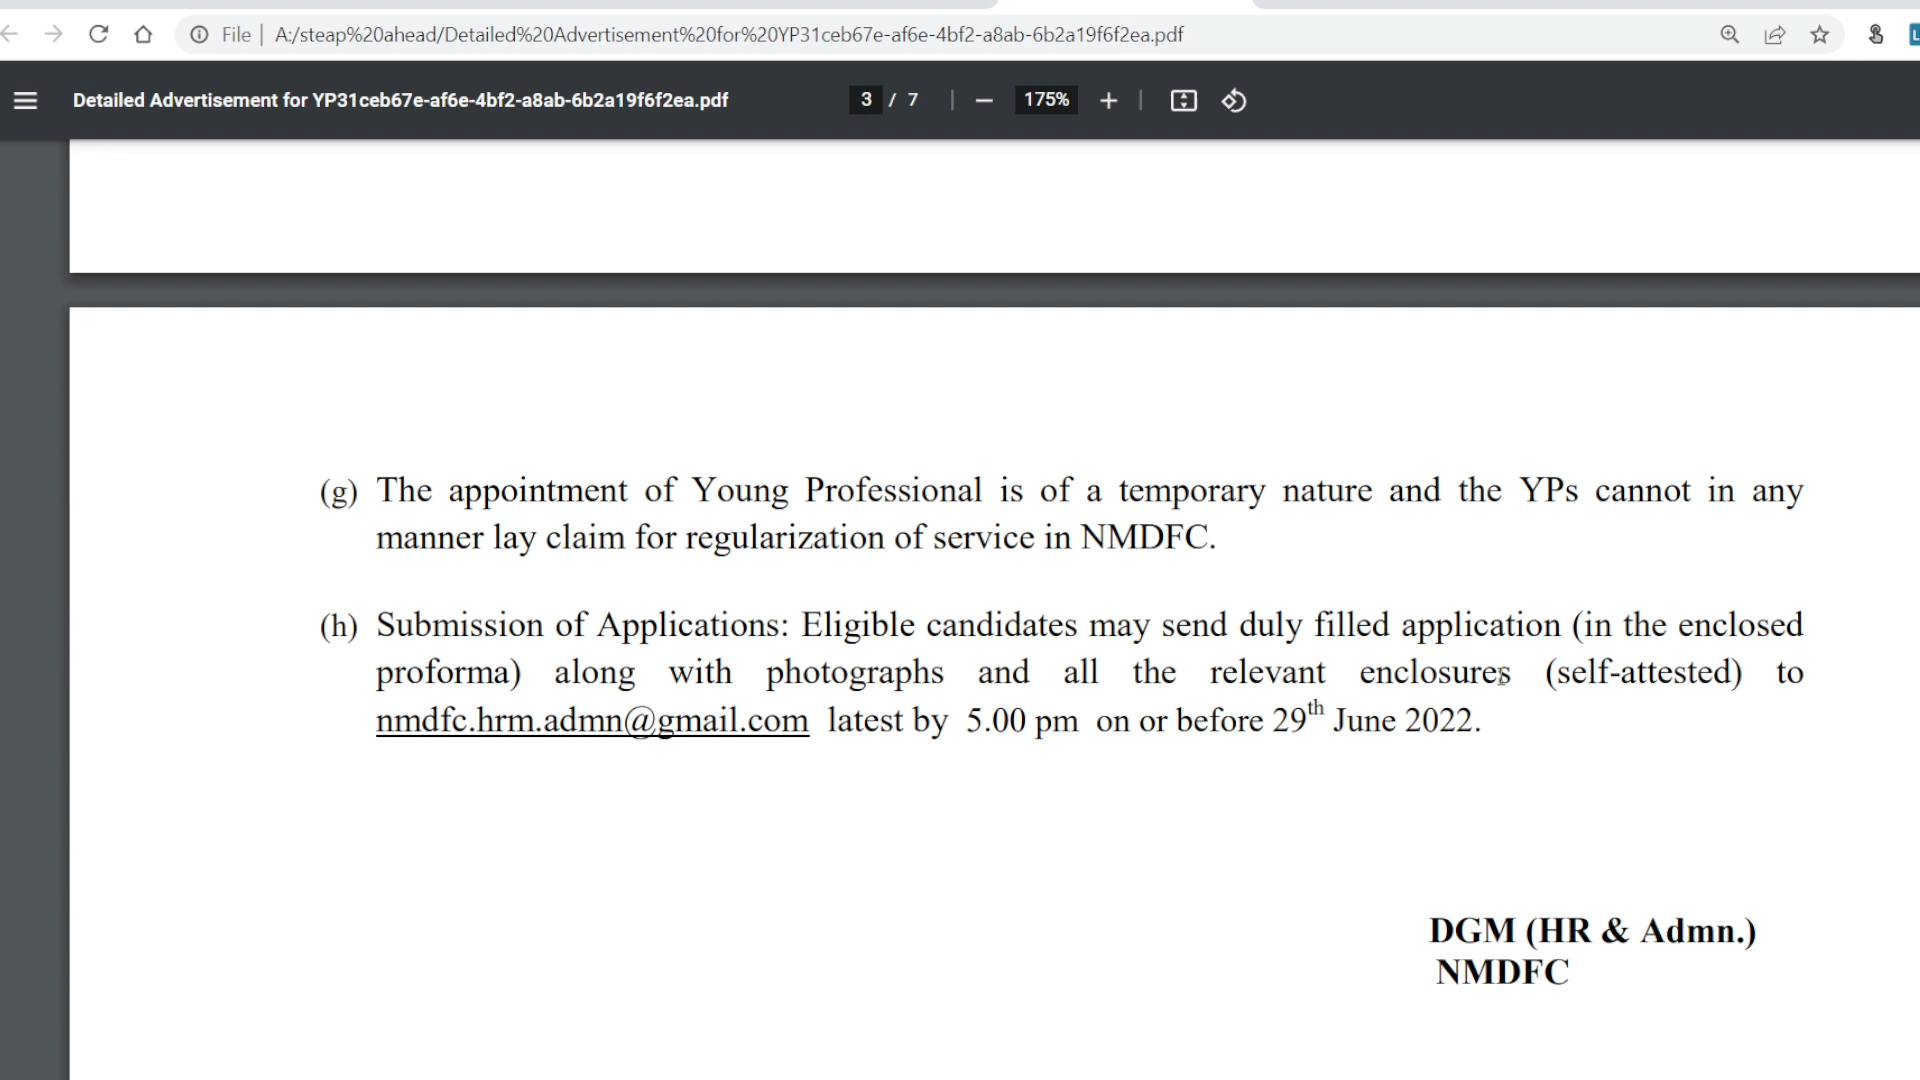 File | A:/steap%20ahead/Detailed%20Advertisement%20for%20YP31ceb67e-af6e-4bf2-a8ab-6b2a19f6f2ea.pdf
Detailed Advertisement for YP31ceb67e-af6e-4bf2-a8ab-6b2a19f6f2ea.pdf 3 / 7 | — 175% + |
(g) The appointment of Young Professional is of a temporary nature and the YPs cannot in any
manner lay claim for regularization of service in NMDFC.
(h) Submission of Applications: Eligible candidates may send duly filled application (in the enclosed
proforma) along with photographs and all the relevant enclosures (self-attested) to
nmdfc.hrm.admn@gmail.com latest by 5.00 pm on or before 29th June 2022.
DGM (HR & Admn.)
NMDFC